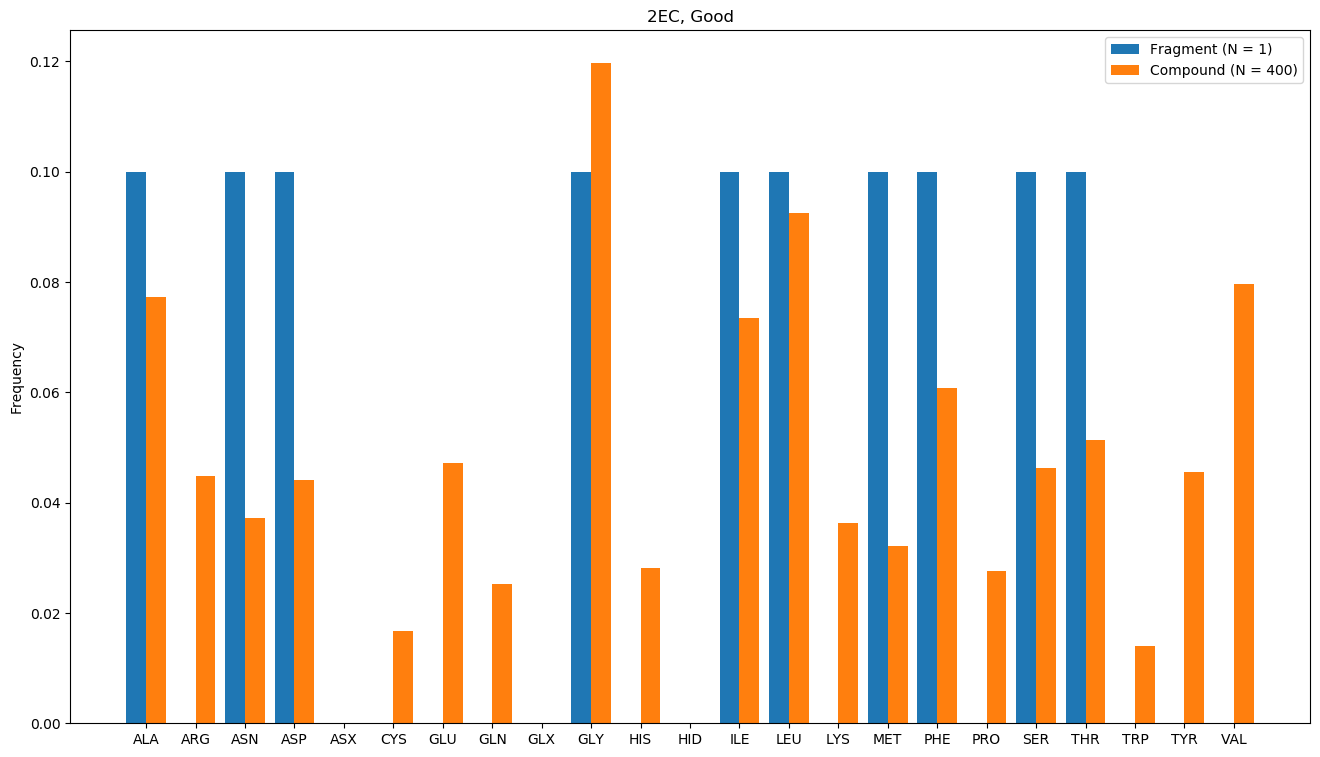 2EC, Good
Fragment (N = 1)
Compound (N = 400)
Frequency
0.12
0.10
0.08
0.06
0.04
0.02
0.00
ALA ARG ASN ASP ASX CYS GLU GLN GLX GLY HIS HID ILE LEU LYS MET PHE PRO SER THR TRP TYR VAL